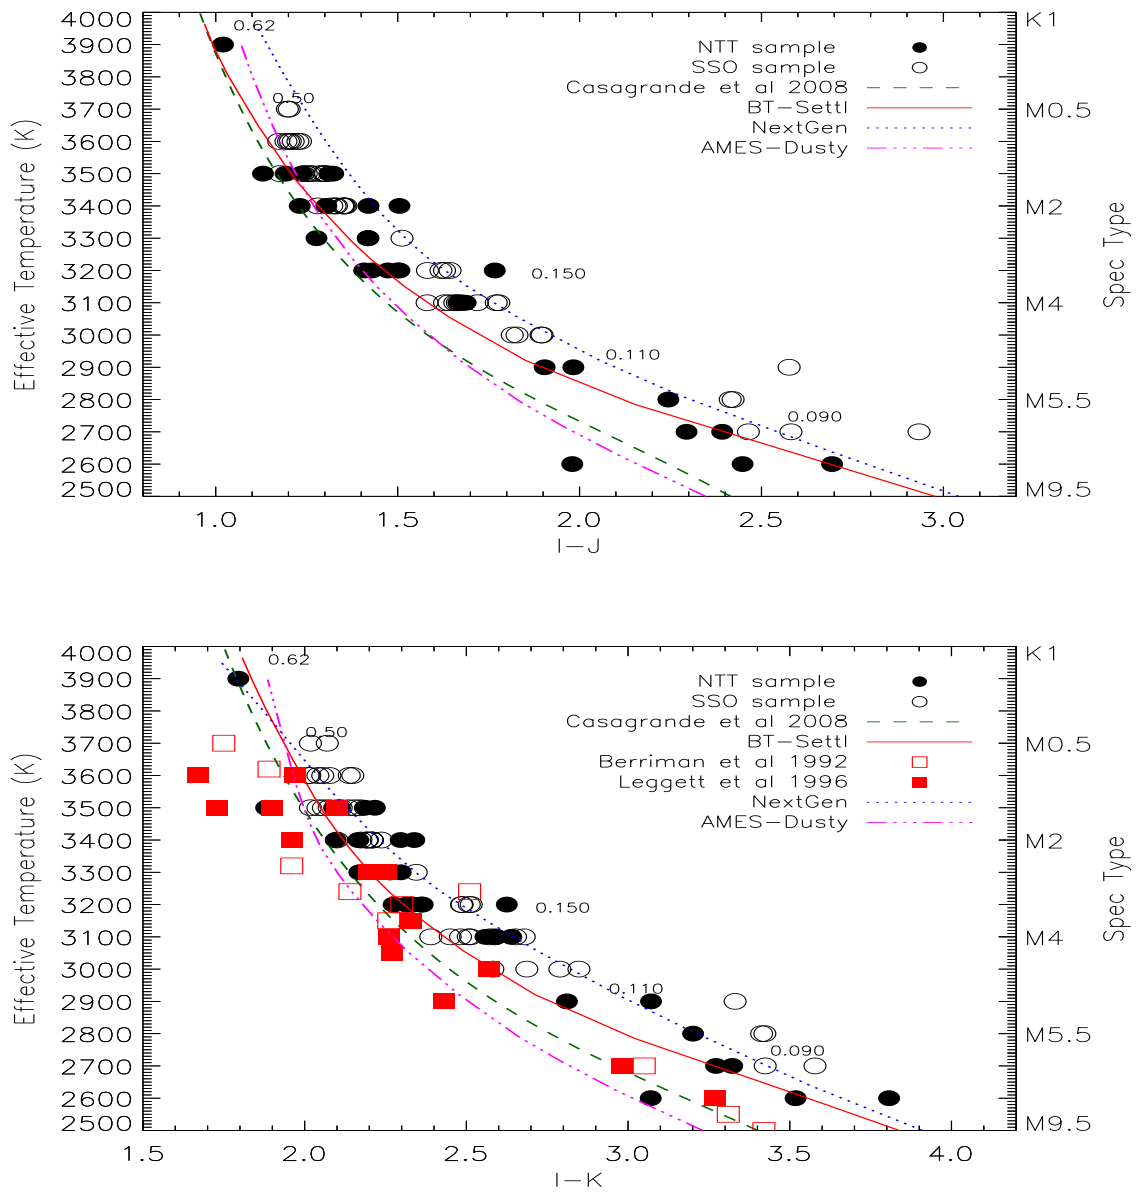 4000
3900
3800
3700
3600
3500
3400
3300
3200
3100
3000
2900
2800
2700
2600
2500
Effective Temperature (K)
0.62
0.50
0.150
0.110
0.090
NTT sample
SSO sample
Casagrande et al 2008
BT-Settl
NextGen
AMES-Dusty
K1
M0.5
M2
M4
M5.5
M9.5
Spec Type
1.0 1.5 2.0 2.5 3.0
I-J
4000
3900
3800
3700
3600
3500
3400
3300
3200
3100
3000
2900
2800
2700
2600
2500
Effective Temperature (K)
0.62
0.50
0.150
0.110
0.090
NTT sample
SSO sample
Casagrande et al 2008
BT-Settl
Berriman et al 1992
Leggett et al 1996
NextGen
AMES-Dusty
K1
M0.5
M2
M4
M5.5
M9.5
Spec Type
1.5 2.0 2.5 3.0 3.5 4.0
I-K